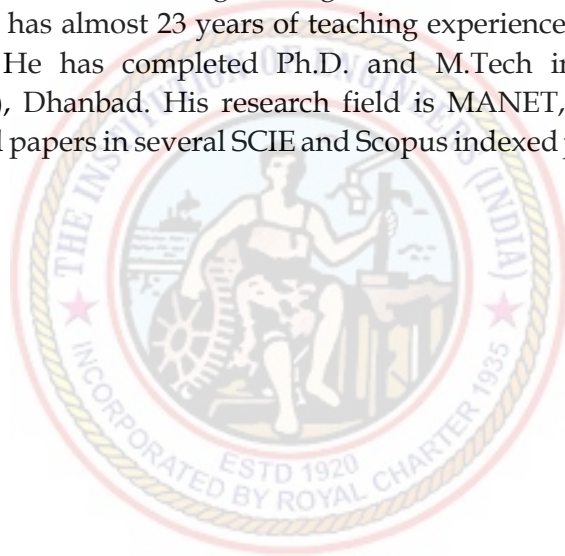 has almost 23 years of teaching experience
He has completed Ph.D. and M.Tech in
), Dhanbad. His research field is MANET,
papers in several SCIE and Scopus indexed
THE INSTITUTION OF ENGINEERS (INDIA)
INCORPORATED BY ROYAL CHARTER 1935
ESTD 1920